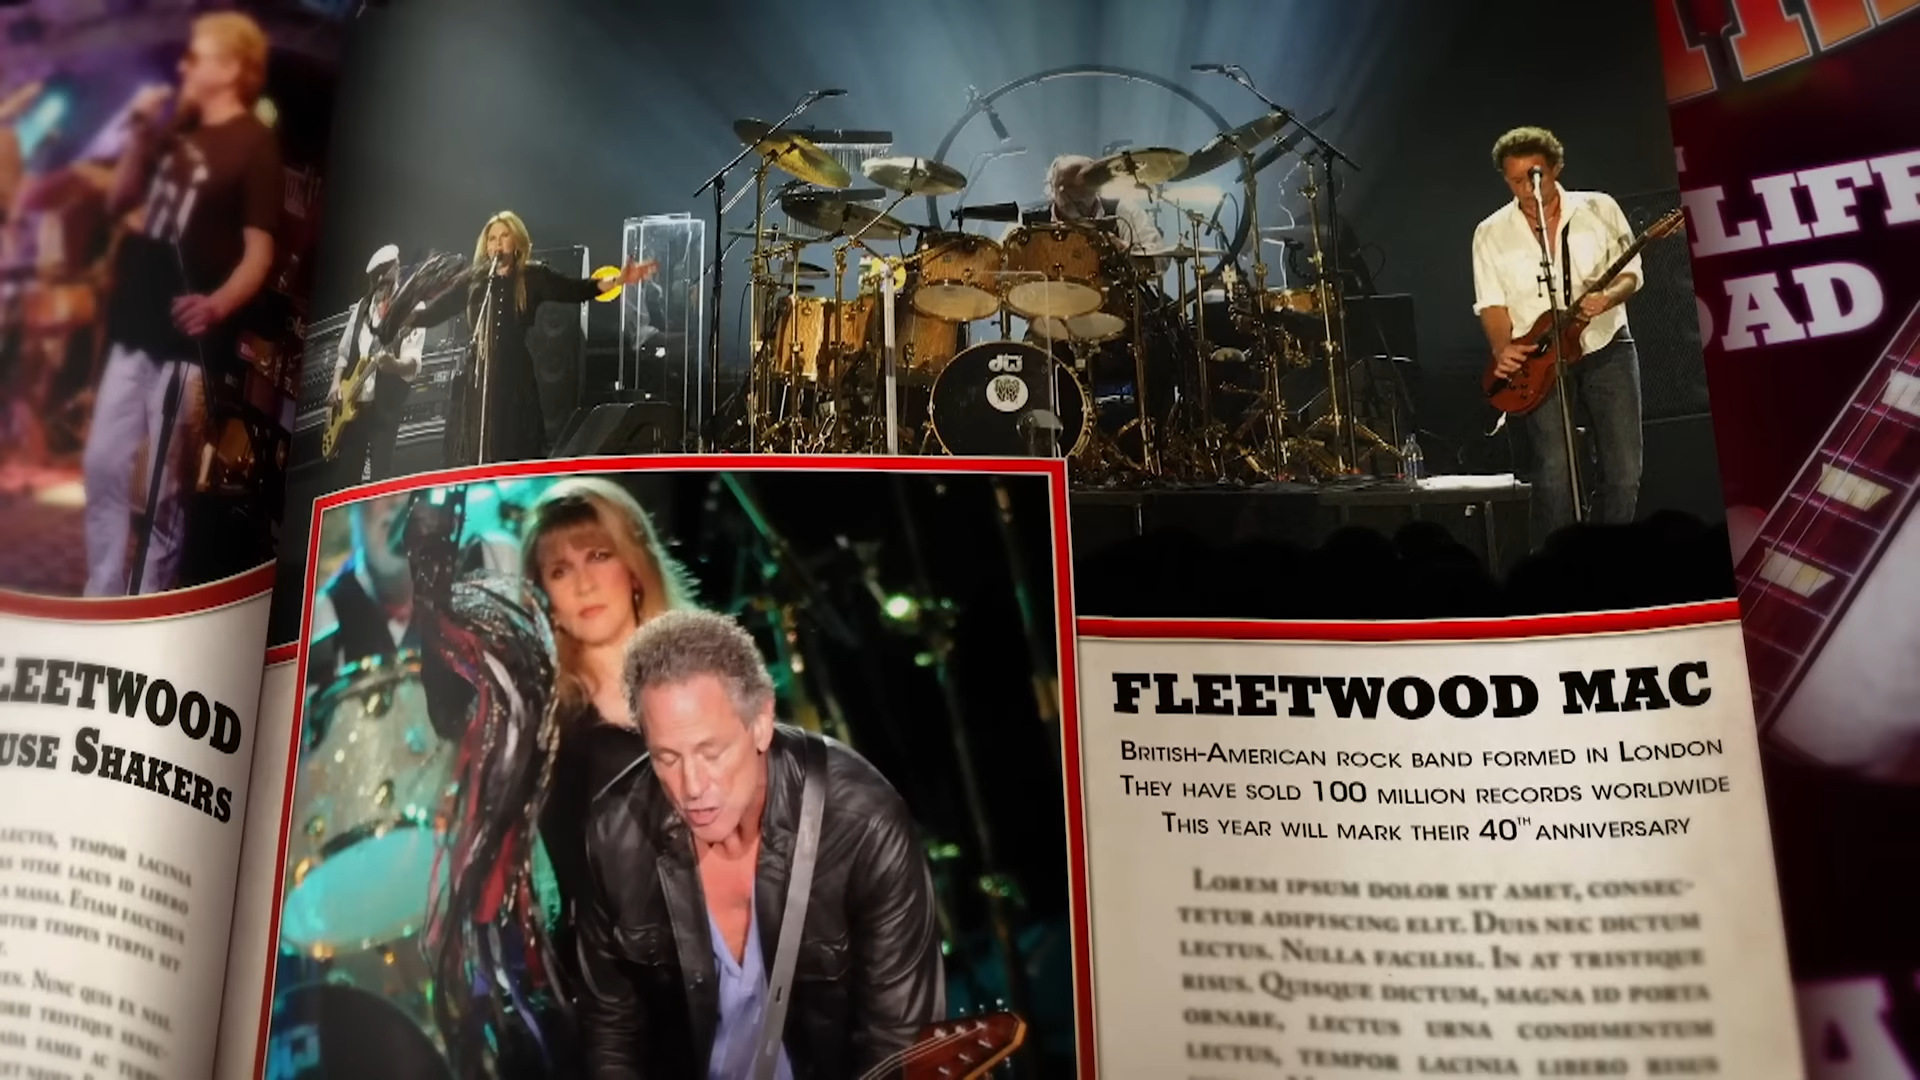 LIFE
OAD
LEETWOOD
USE SHAKERS
LECTUS, TEMPOR LACINIA
AS VITAE LACUS ID LIBERO
A MASSA. ETIAM FAUCIBUS
TEMPUS TURPIS SIT
NUNC QUIS EX NISL
TRISTIQUE SENEC-
FAMES AC
dw
FLEETWOOD MAC
BRITISH-AMERICAN ROCK BAND FORMED IN LONDON
THEY HAVE SOLD 100 MILLION RECORDS WORLDWIDE
THIS YEAR WILL MARK THEIR 40TH ANNIVERSARY
LOREM IPSUM DOLOR SIT AMET, CONSEC-
TETUR ADIPISCING ELIT. DUIS NEC DICTUM
LECTUS. NULLA FACILISI. IN AT TRISTIQUE
RISUS. QUISQUE DICTUM, MAGNA ID PORTA
ORNARE, LECTUS URNA CONDIMENTUM
LECTUS, TEMPOR LACINIA LIBERO RISUS